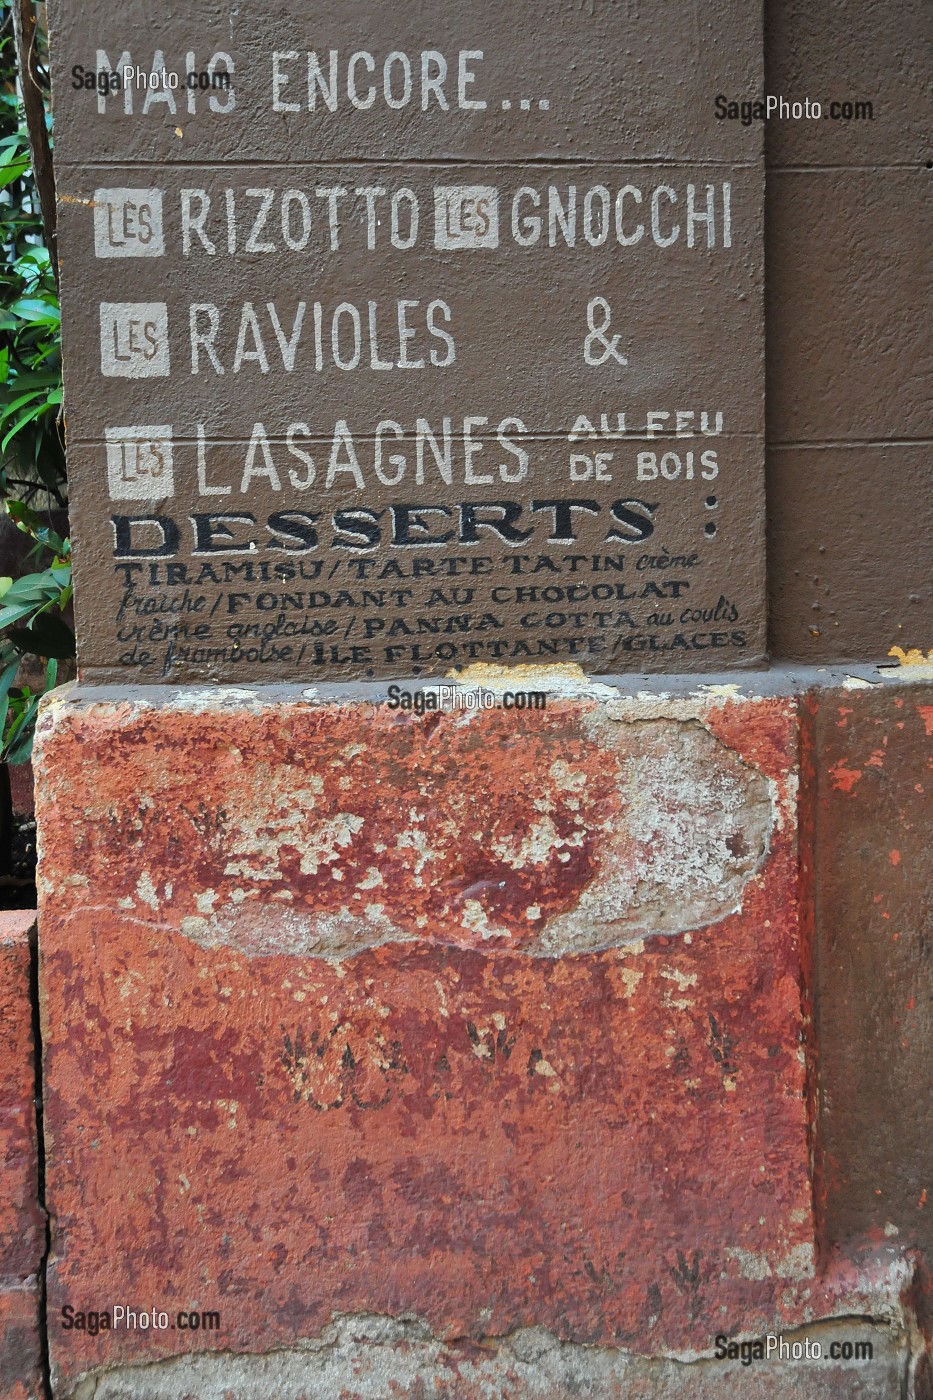 MAIS ENCORE...
LES RIZOTTO LES GNOCCHI
LES RAVIOLES &
LES LASAGNES AU FEU
DE BOIS
DESSERTS :
TIRAMISU/TARTE TATIN crème
fraiche/FONDANT AU CHOCOLAT
crème anglaise/PANNA COTTA au coulis
de framboise/ILE FLOTTANTE/GLACES
SagaPhoto.com
SagaPhoto.com
SagaPhoto.com
SagaPhoto.com
SagaPhoto.com